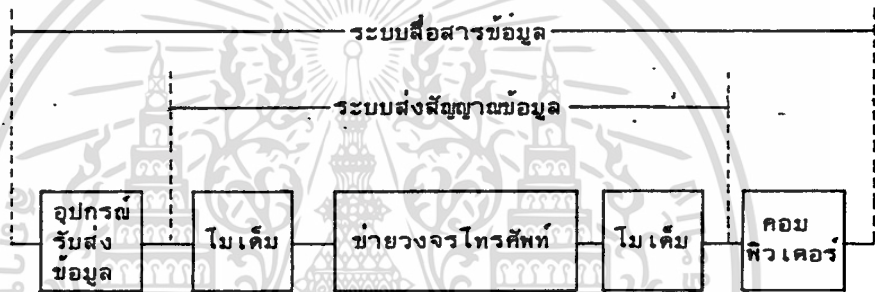 ระบบสื่อสารข้อมูล
ระบบส่งสัญญาณข้อมูล
อุปกรณ์
รับส่ง
ข้อมูล
โมเด็ม
ข่ายวงจรโทรศัพท์
โมเด็ม
คอม
พิวเตอร์